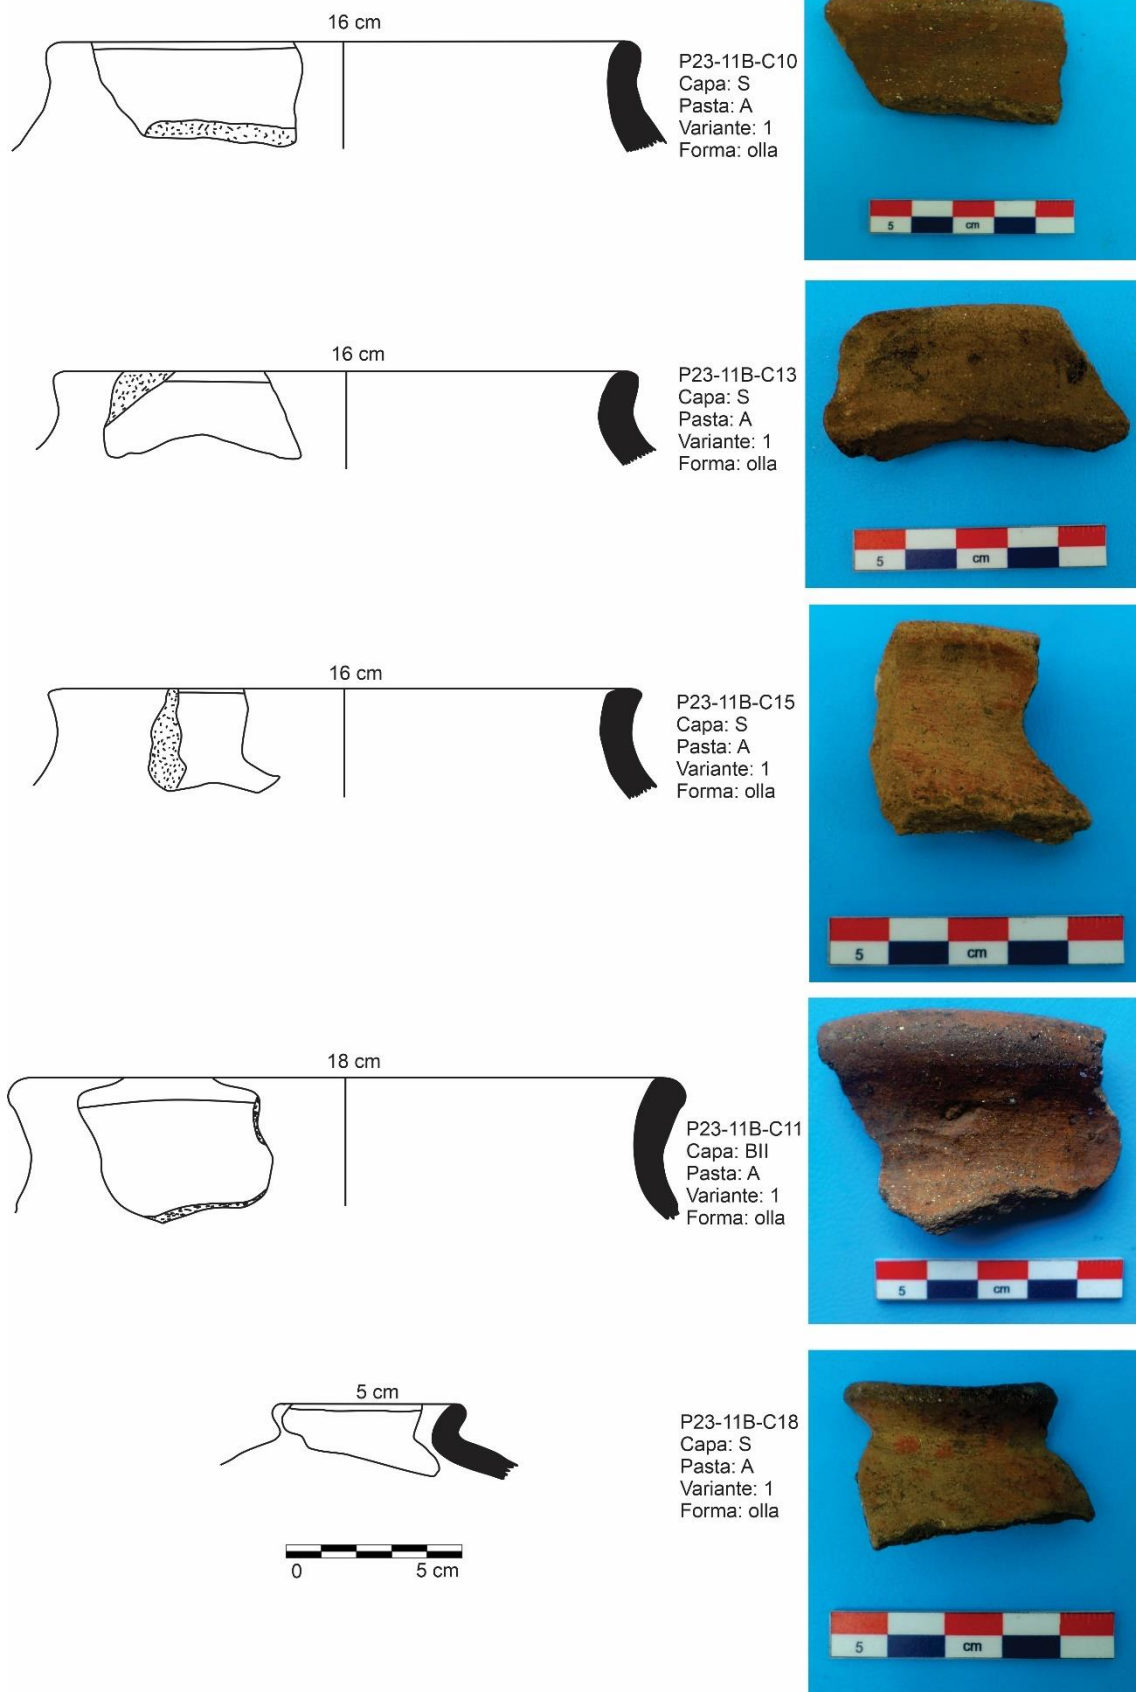 16 cm
P23-11B-C10
Capa: S
Pasta: A
Variante: 1
Forma: olla
5 cm
16 cm
P23-11B-C13
Capa: S
Pasta: A
Variante: 1
Forma: olla
5 cm
16 cm
P23-11B-C15
Capa: S
Pasta: A
Variante: 1
Forma: olla
5 cm
18 cm
P23-11B-C11
Capa: BII
Pasta: A
Variante: 1
Forma: olla
5 cm
5 cm
P23-11B-C18
Capa: S
Pasta: A
Variante: 1
Forma: olla
0 5 cm
5 cm